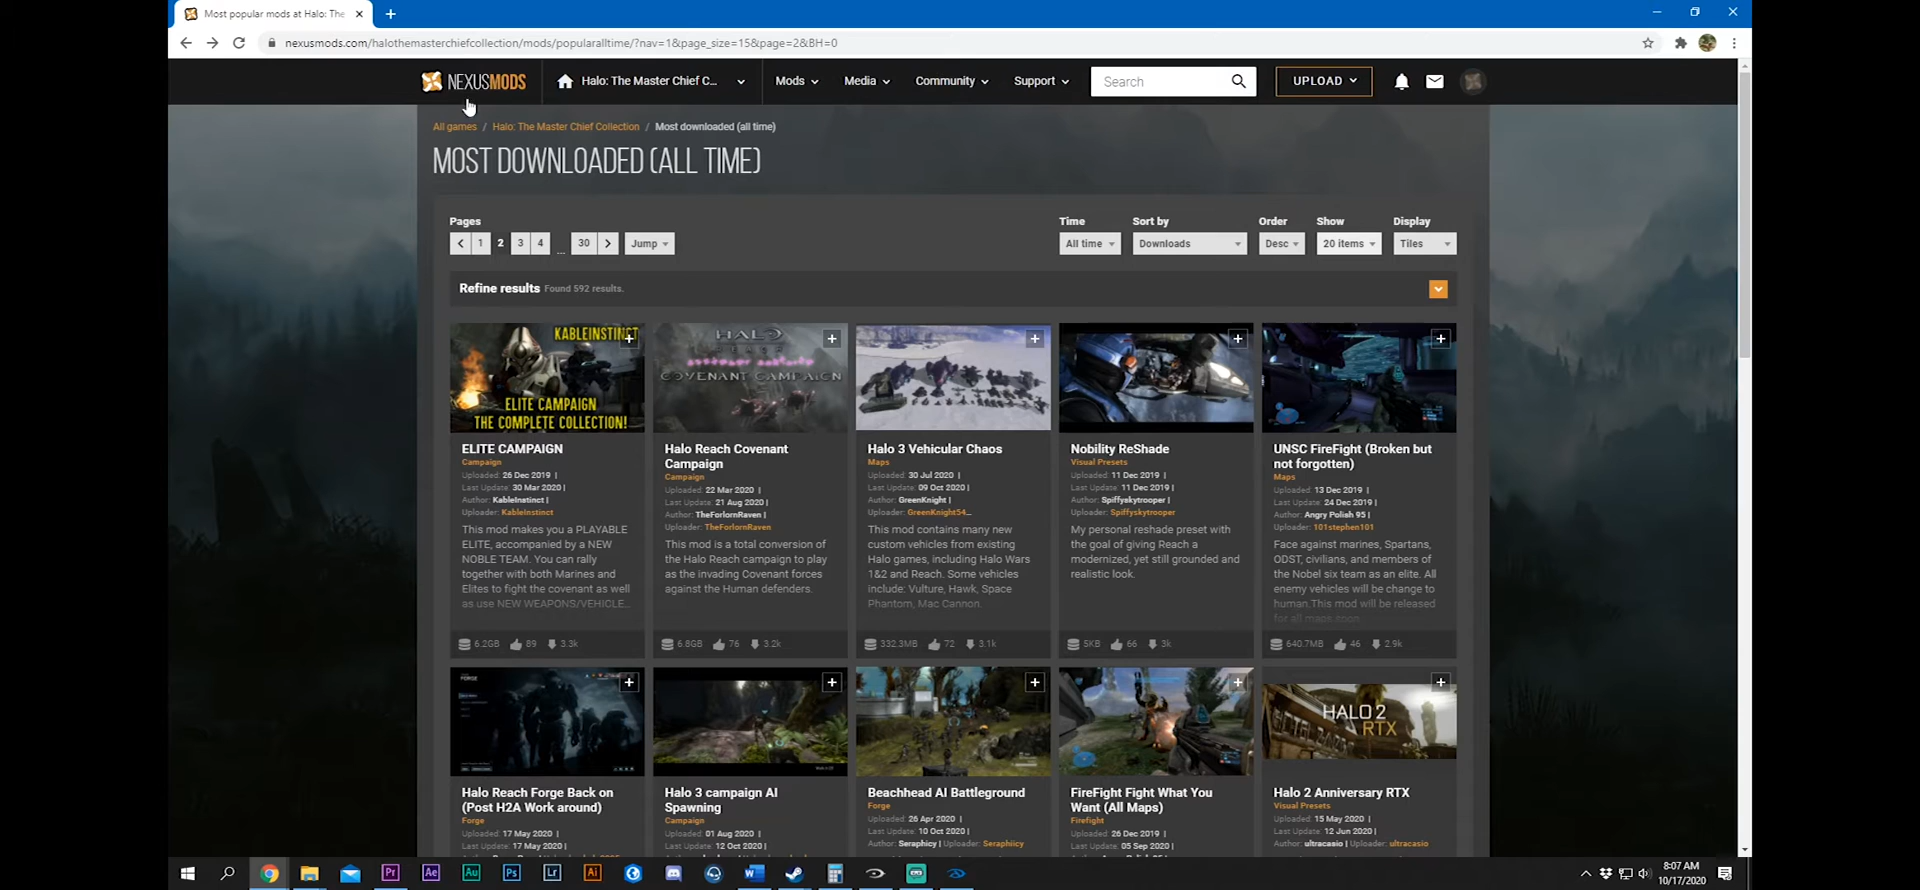 Most popular mods at Halo: The
nexusmods.com/halothemasterchiefcollection/mods/popularalltime/?nav=1&page_size=15&page=2&BH=0
NEXUSMODS
Halo: The Master Chief C...
Mods
Media
Community
Support
Search
UPLOAD
All games / Halo: The Master Chief Collection / Most downloaded (all time)
MOST DOWNLOADED (ALL TIME)
Pages
1 2 3 4 ... 30
Jump
Time
All time
Sort by
Downloads
Order
Desc
Show
20 items
Display
Tiles
Refine results Found 592 results.
KABLEINSTINCT
ELITE CAMPAIGN
THE COMPLETE COLLECTION!
ELITE CAMPAIGN
Campaign
Uploaded: 26 Dec 2019 |
Last Update: 30 Mar 2020 |
Author: KableInstinct |
Uploader: KableInstinct
This mod makes you a PLAYABLE
ELITE, accompanied by a NEW
NOBLE TEAM. You can rally
together with both Marines and
Elites to fight the covenant as well
as use NEW WEAPONS/VEHICLE...
6.2GB 89 3.3k
HALO
COVENANT CAMPAIGN
Halo Reach Covenant
Campaign
Campaign
Uploaded: 22 Mar 2020 |
Last Update: 21 Aug 2020 |
Author: TheForlornRaven |
Uploader: TheForlornRaven
This mod is a total conversion of
the Halo Reach campaign to play
as the invading Covenant forces
against the Human defenders.
6.8GB 76 3.2k
Halo 3 Vehicular Chaos
Maps
Uploaded: 30 Jul 2020 |
Last Update: 09 Oct 2020 |
Author: GreenKnight |
Uploader: GreenKnight54_
This mod contains many new
custom vehicles from existing
Halo games, including Halo Wars
1&2 and Reach. Some vehicles
include: Vulture, Hawk, Space
Phantom, Mac Cannon.
332.3MB 72 3.1k
Nobility ReShade
Visual Presets
Uploaded: 11 Dec 2019 |
Last Update: 11 Dec 2019 |
Author: Spiffyskytrooper |
Uploader: Spiffyskytrooper
My personal reshade preset with
the goal of giving Reach a
modernized, yet still grounded and
realistic look.
5KB 66 3k
UNSC FireFight (Broken but
not forgotten)
Maps
Uploaded: 13 Dec 2019 |
Last Update: 24 Dec 2019 |
Author: Angry Polish 95 |
Uploader: 101stephen101
Face against marines, Spartans,
ODST, civilians, and members of
the Nobel six team as an elite. All
enemy vehicles will be change to
human.This mod will be released
for all maps soon
640.7MB 46 2.9k
FORGE
Halo Reach Forge Back on
(Post H2A Work around)
Forge
Uploaded: 17 May 2020 |
Last Update: 17 May 2020 |
Halo 3 campaign AI
Spawning
Campaign
Uploaded: 01 Aug 2020 |
Last Update: 12 Oct 2020 |
Beachhead AI Battleground
Forge
Uploaded: 26 Apr 2020 |
Last Update: 10 Oct 2020 |
Author: Seraphicy | Uploader: Seraphiicy
FireFight Fight What You
Want (All Maps)
Firefight
Uploaded: 26 Dec 2019 |
Last Update: 05 Sep 2020 |
HALO 2
RTX
Halo 2 Anniversary RTX
Visual Presets
Uploaded: 15 May 2020 |
Last Update: 12 Jun 2020 |
Author: ultracasio | Uploader: ultracasio
Pr
Ae
Au
Ps
Lr
Ai
8:07 AM
10/17/2020